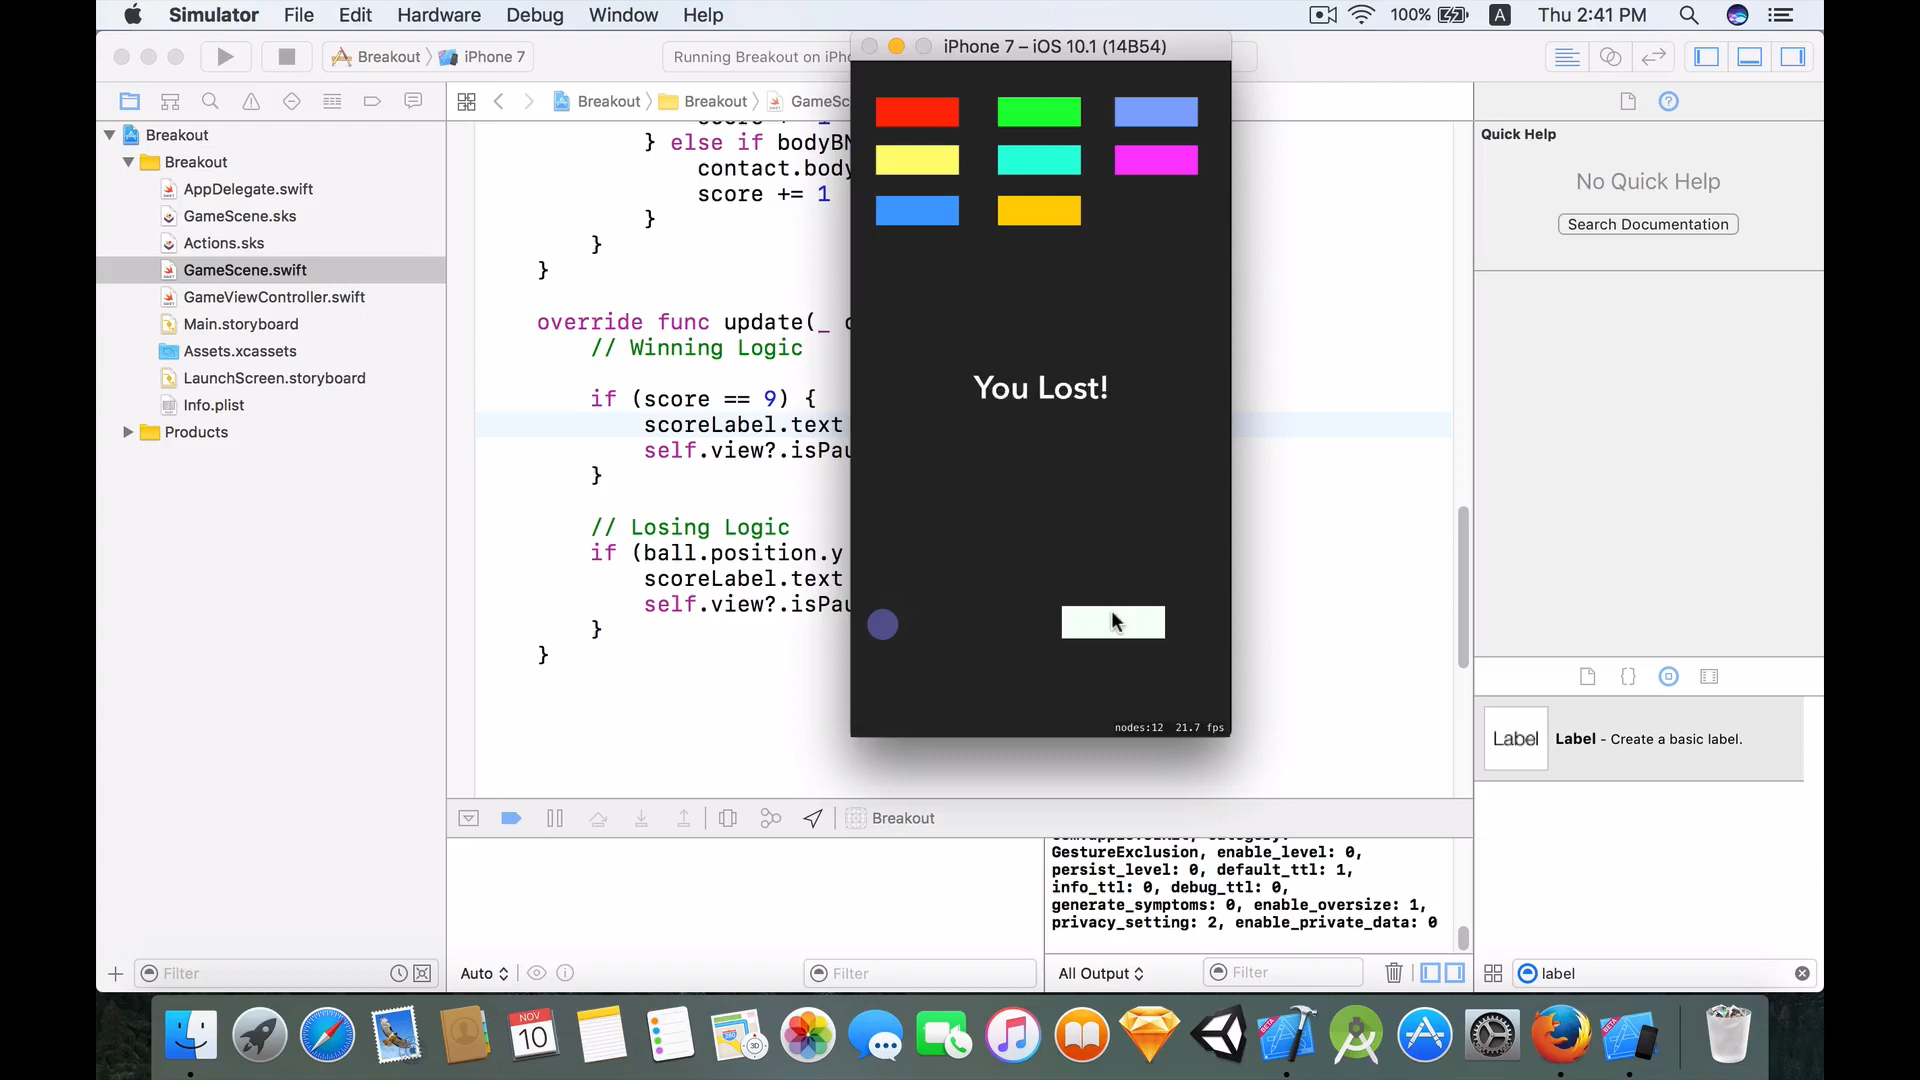 Simulator File Edit Hardware Debug Window Help 100% A Thu 2:41 PM
Breakout iPhone 7 Running Breakout on iPho
iPhone 7 – iOS 10.1 (14B54)
Breakout Breakout GameSc
Breakout
Breakout
AppDelegate.swift
GameScene.sks
Actions.sks
GameScene.swift
GameViewController.swift
Main.storyboard
Assets.xcassets
LaunchScreen.storyboard
Info.plist
Products
} else if bodyBN
contact.body
score += 1
}
}
}
override func update(_ c
// Winning Logic
if (score == 9) {
scoreLabel.text
self.view?.isPau
}
// Losing Logic
if (ball.position.y
scoreLabel.text
self.view?.isPau
}
}
You Lost!
nodes:12 21.7 fps
Quick Help
No Quick Help
Search Documentation
{}
Label Label - Create a basic label.
Breakout
GestureExclusion, enable_level: 0,
persist_level: 0, default_ttl: 1,
info_ttl: 0, debug_ttl: 0,
generate_symptoms: 0, enable_oversize: 1,
privacy_setting: 2, enable_private_data: 0
Filter
Auto
Filter
All Output
Filter
label
NOV
10
3D
BETA
BETA